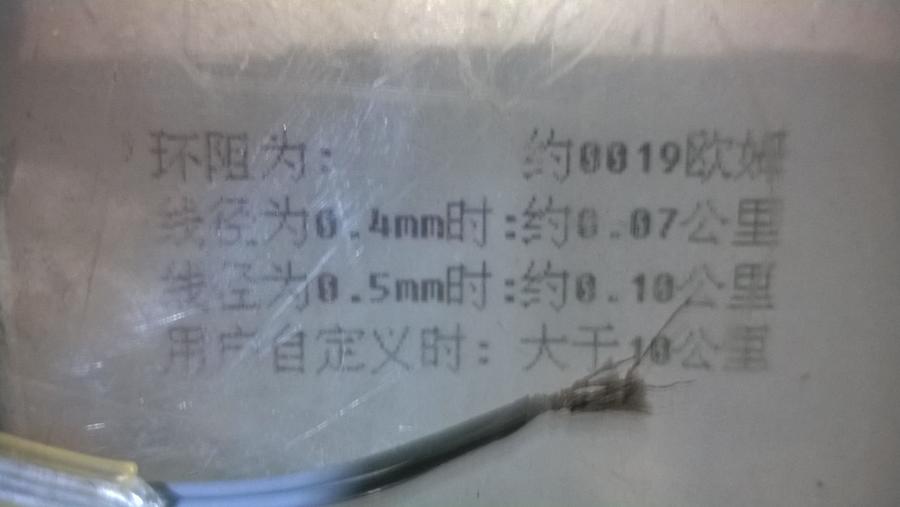 环阻为: 约0019欧姆
线径为0.4mm时:约0.07公里
线径为0.5mm时:约0.10公里
用户自定义时: 大于10公里